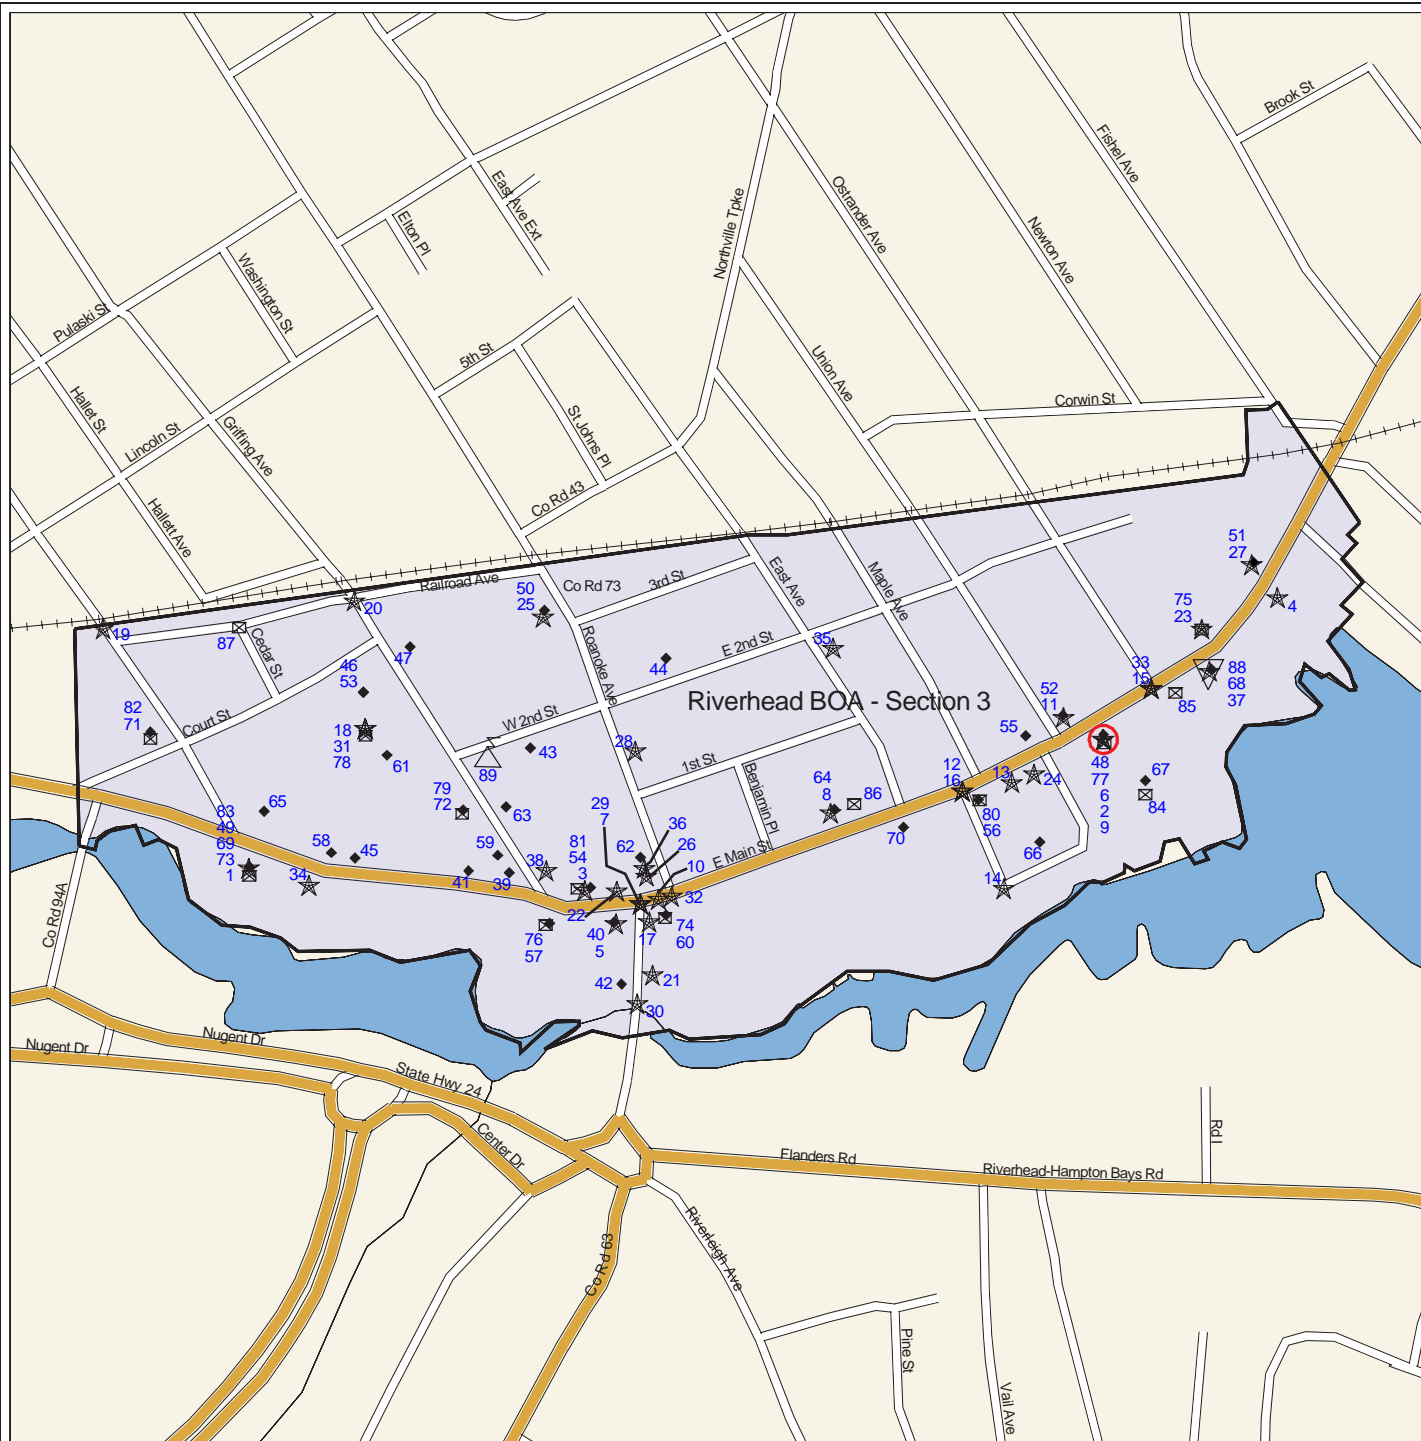 Brook St
Fishel Ave
Ostrander Ave
East Ave Ext
Northville Tpke
Elton Pl
Newton Ave
Washington St
Pulaski St
5th St
Union Ave
Hallet St
Corwin St
St Johns Pl
Griffing Ave
Lincoln St
Co Rd 43
Hallett Ave
51
27
Railroad Ave
Co Rd 73
3rd St
East Ave
Maple Ave
50
25
20
4
75
23
19
87
Cedar St
Roanoke Ave
E 2nd St
35
47
46
53
44
33
15
88
68
37
Riverhead BOA - Section 3
52
11
85
82
71
Court St
W 2nd St
55
18
31
78
28
43
61
89
1st St
Benjamin Pl
12
16
13
24
48
77
6
2
9
67
84
64
8
86
79
72
63
65
83
49
69
73
1
29
7
36
26
10
80
56
58
45
59
81
54
3
62
E Main St
70
66
38
41
39
34
32
14
Co Rd 94A
22
76
57
40
5
17
74
60
42
21
30
Nugent Dr
Nugent Dr
State Hwy 24
Center Dr
Flanders Rd
Riverhead-Hampton Bays Rd
Rd I
Riverleigh Ave
Co Rd 63
Pine St
Vail Ave